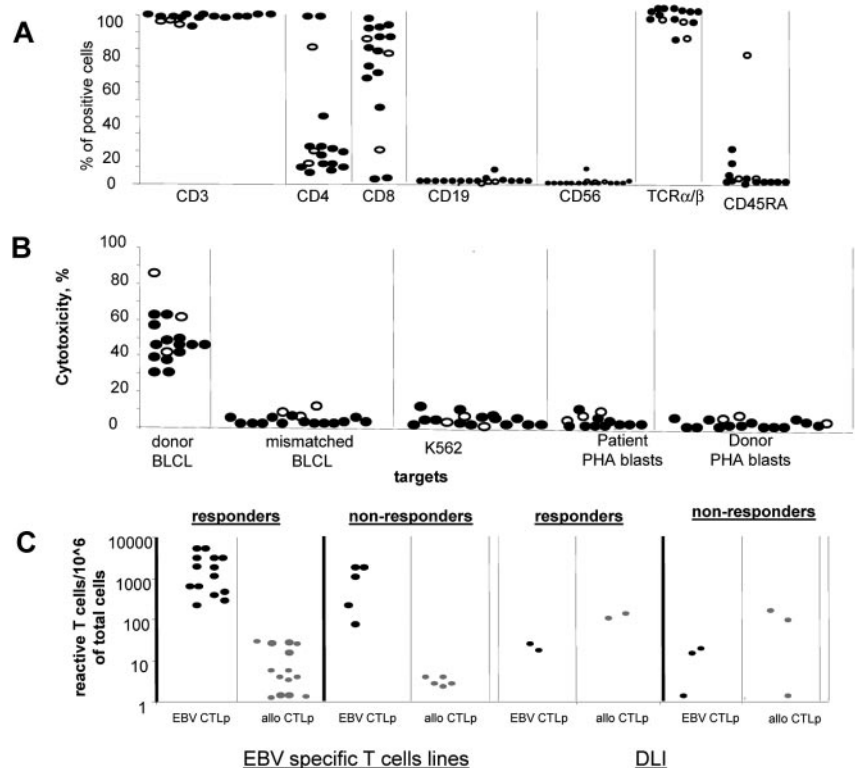 A
% of positive cells
100
80
60
40
20
0
CD3
CD4
CD8
CD19
CD56
TCRα/β
CD45RA
B
Cytotoxicity, %
100
80
60
40
20
0
donor
BLCL
mismatched
BLCL
K562
Patient
PHA blasts
Donor
PHA blasts
targets
C
responders
non-responders
responders
non-responders
reactive T cells/10^6
of total cells
10000
1000
100
10
1
EBV CTLp
allo CTLp
EBV CTLp
allo CTLp
EBV CTLp
allo CTLp
EBV CTLp
allo CTLp
EBV specific T cells lines
DLI